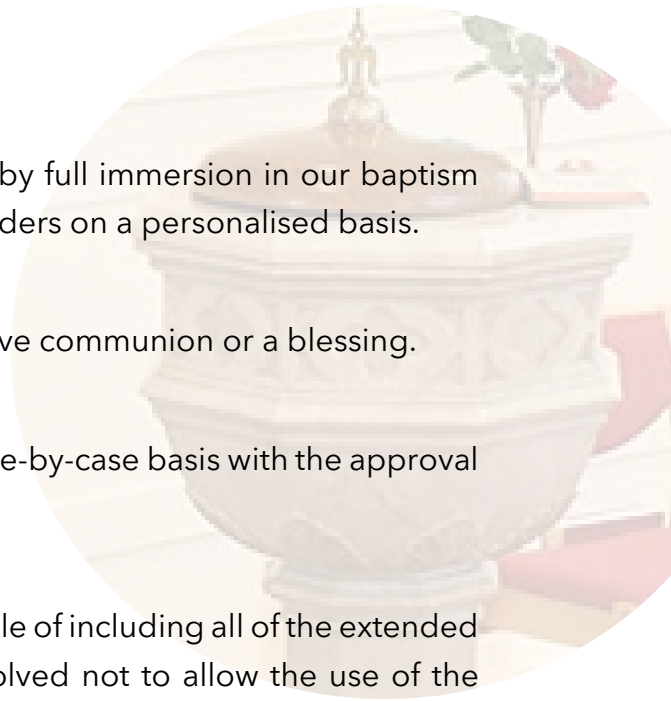 by full immersion in our baptism
ders on a personalised basis.
ve communion or a blessing.
e-by-case basis with the approval
le of including all of the extended
olved not to allow the use of the